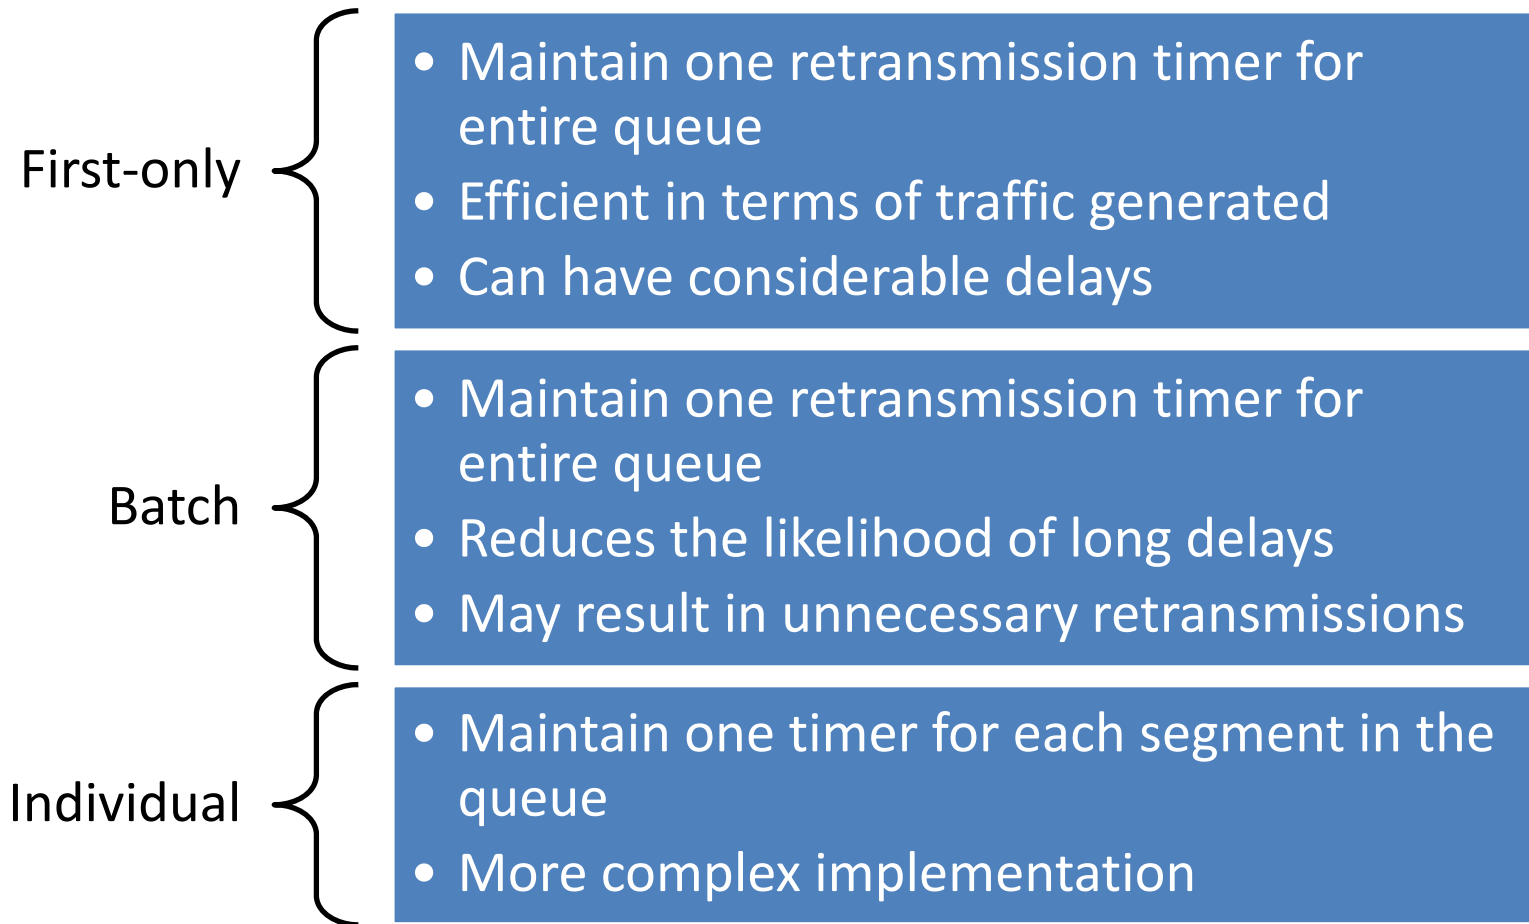 First-only
• Maintain one retransmission timer for
entire queue
• Efficient in terms of traffic generated
• Can have considerable delays
Batch
• Maintain one retransmission timer for
entire queue
• Reduces the likelihood of long delays
• May result in unnecessary retransmissions
Individual
• Maintain one timer for each segment in the
queue
• More complex implementation